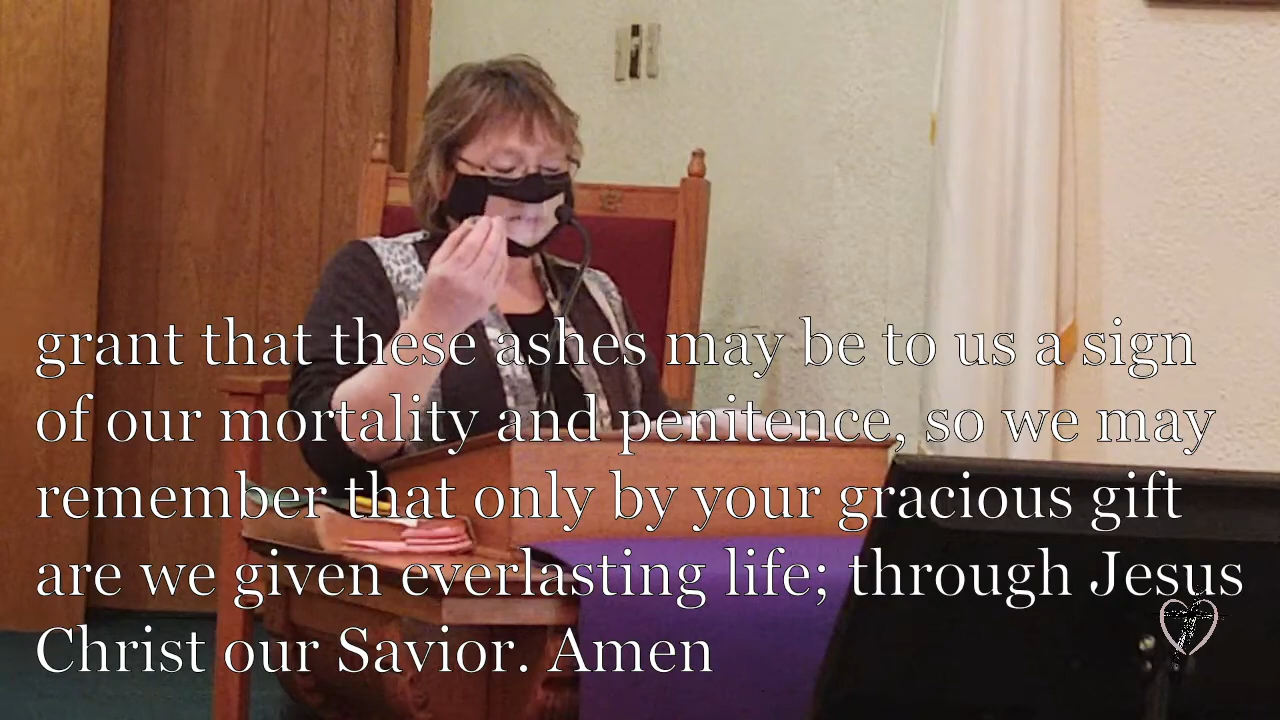 grant that these ashes may be to us a sign
of our mortality and penitence, so we may
remember that only by your gracious gift
are we given everlasting life; through Jesus
Christ our Savior. Amen